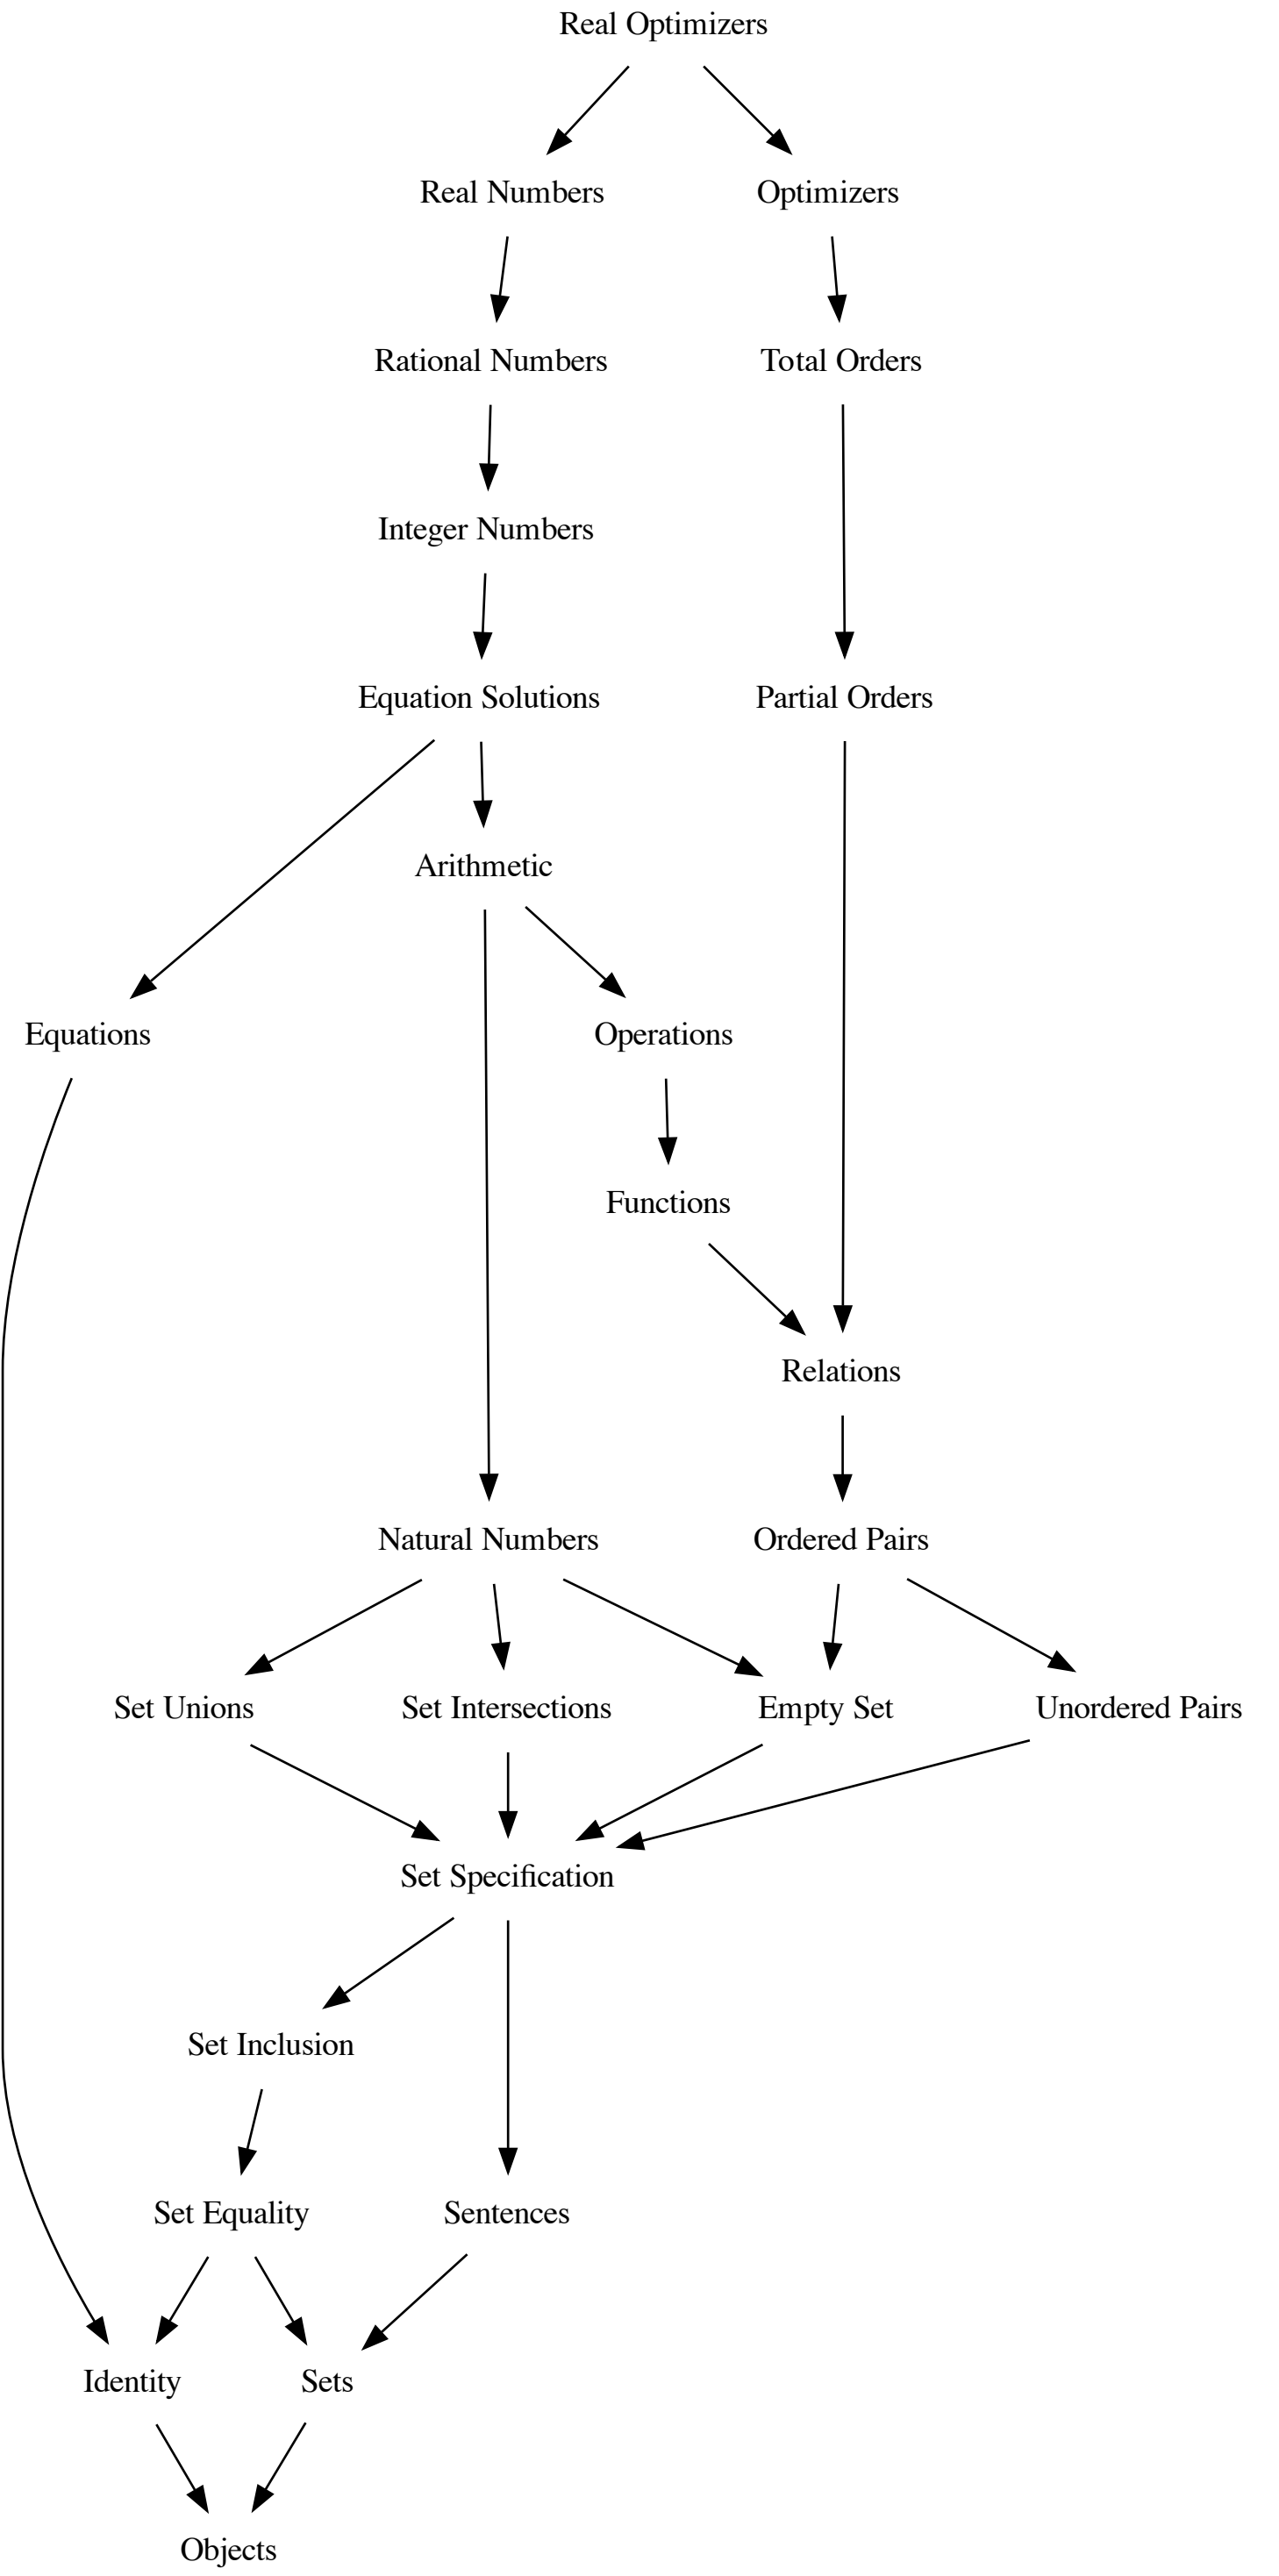 Real Optimizers
Real Numbers
Optimizers
Rational Numbers
Total Orders
Integer Numbers
Equation Solutions
Partial Orders
Arithmetic
Equations
Operations
Functions
Relations
Natural Numbers
Ordered Pairs
Set Unions
Set Intersections
Empty Set
Unordered Pairs
Set Specification
Set Inclusion
Set Equality
Sentences
Identity
Sets
Objects